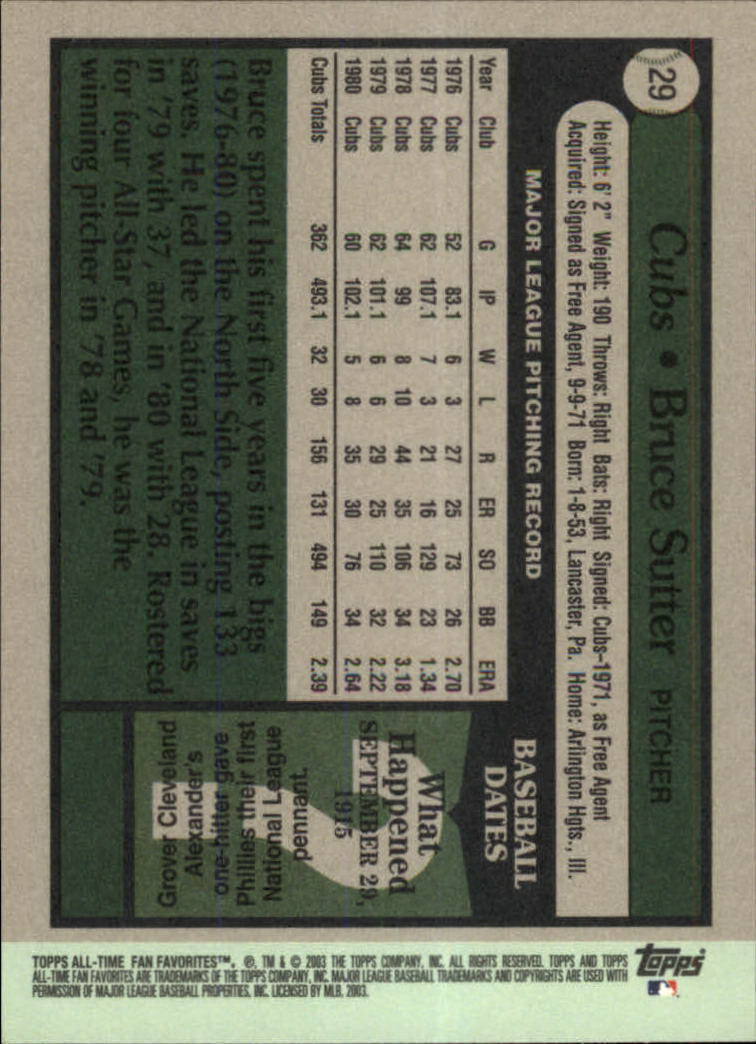 29
Cubs • Bruce Sutter PITCHER
Height: 6' 2" Weight: 190 Throws: Right Bats: Right Signed: Cubs–1971, as Free Agent
Acquired: Signed as Free Agent, 9-9-71 Born: 1-8-53, Lancaster, Pa. Home: Arlington Hgts., Ill.
MAJOR LEAGUE PITCHING RECORD
Year Club G IP W L R ER SO BB ERA
1976 Cubs 52 83.1 6 3 27 25 73 26 2.70
1977 Cubs 62 107.1 7 3 21 16 129 23 1.34
1978 Cubs 64 99 8 10 44 35 106 34 3.18
1979 Cubs 62 101.1 6 6 29 25 110 32 2.22
1980 Cubs 60 102.1 5 8 35 30 76 34 2.64
Cubs Totals 362 493.1 32 30 156 131 494 149 2.39
Bruce spent his first five years in the bigs
(1976-80) on the North Side, posting 133
saves. He led the National League in saves
in '79 with 37 and in '80 with 28. Rostered
for four All-Star Games, he was the
winning pitcher in '78 and '79.
BASEBALL
DATES
What
Happened
SEPTEMBER 29,
1915
?
Grover Cleveland
Alexander's
one-hitter gave
Phillies their first
National League
pennant.
TOPPS ALL-TIME FAN FAVORITES™. ®, TM & © 2003 THE TOPPS COMPANY, INC. ALL RIGHTS RESERVED. TOPPS AND TOPPS
ALL-TIME FAN FAVORITES ARE TRADEMARKS OF THE TOPPS COMPANY, INC. MAJOR LEAGUE BASEBALL TRADEMARKS AND COPYRIGHTS ARE USED WITH
PERMISSION OF MAJOR LEAGUE BASEBALL PROPERTIES, INC. LICENSED BY MLB. 2003.
topps